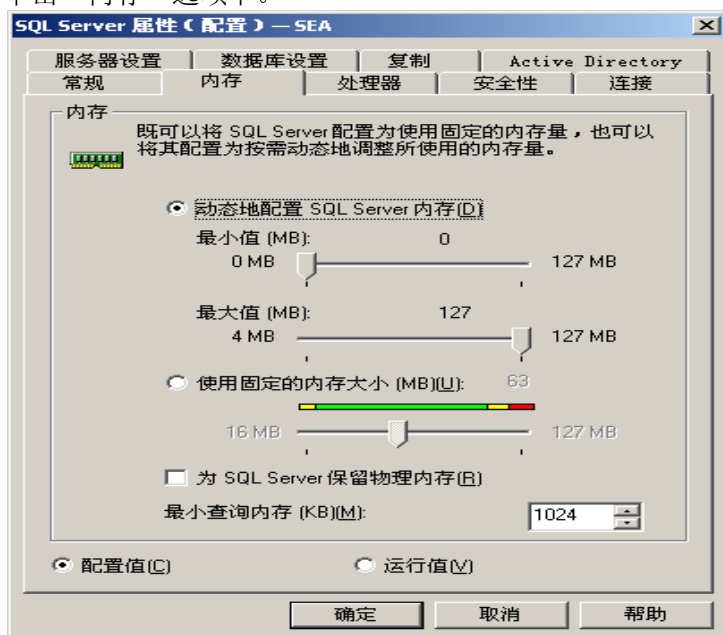 SQL Server 属性(配置) — SEA
服务器设置 数据库设置 复制 Active Directory
常规 内存 处理器 安全性 连接
内存
既可以将 SQL Server 配置为使用固定的内存量，也可以
将其配置为按需动态地调整所使用的内存量。
动态地配置 SQL Server 内存(D)
最小值 (MB): 0
0 MB 127 MB
最大值 (MB): 127
4 MB 127 MB
使用固定的内存大小 (MB)(U): 63
16 MB 127 MB
为 SQL Server 保留物理内存(R)
最小查询内存 (KB)(M): 1024
配置值(C) 运行值(V)
确定 取消 帮助